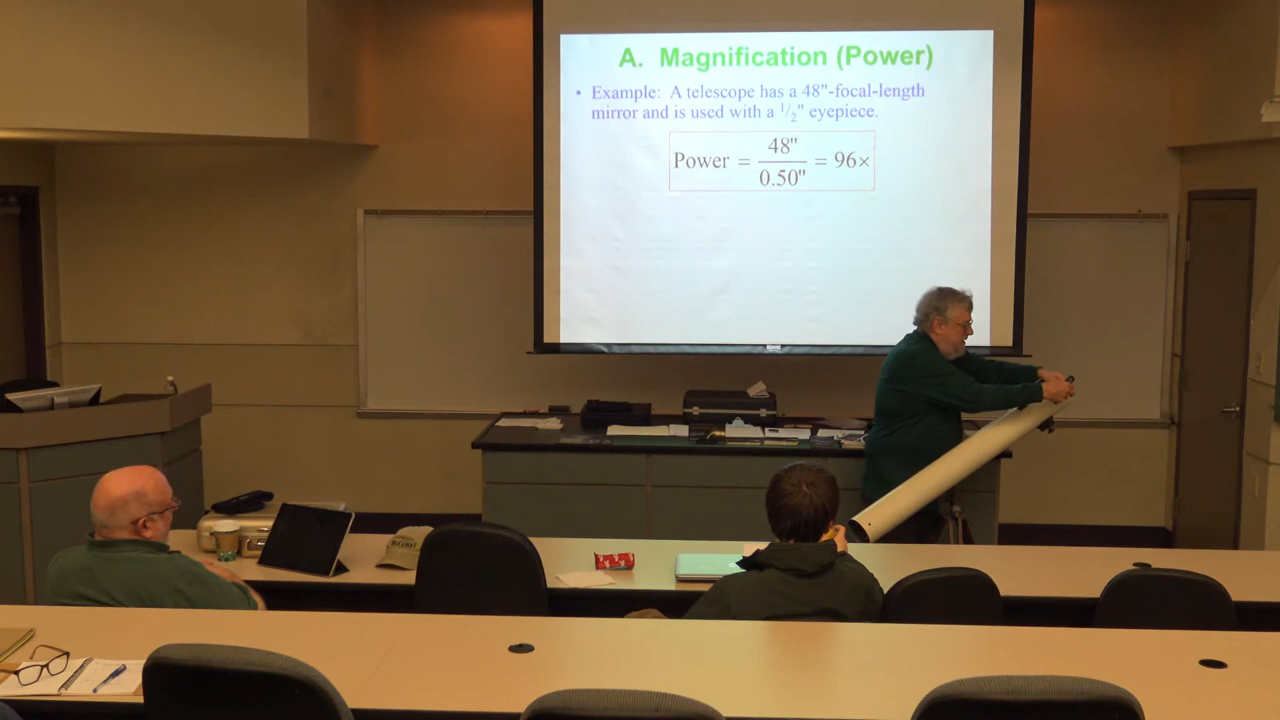 A. Magnification (Power)
• Example: A telescope has a 48"-focal-length
mirror and is used with a 1/2" eyepiece.
Power = 48" / 0.50" = 96×